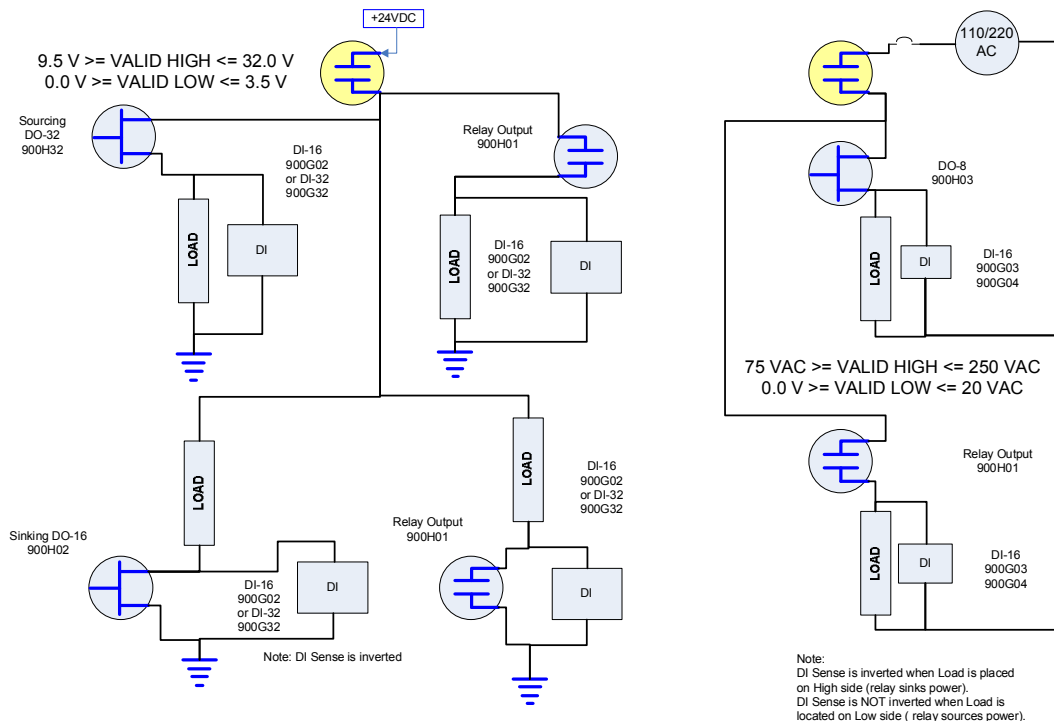 +24VDC
9.5 V >= VALID HIGH <= 32.0 V
0.0 V >= VALID LOW <= 3.5 V
Sourcing
DO-32
900H32
DI-16
900G02
or DI-32
900G32
LOAD
DI
Relay Output
900H01
LOAD
DI-16
900G02
or DI-32
900G32
DI
LOAD
Sinking DO-16
900H02
DI-16
900G02
or DI-32
900G32
DI
Note: DI Sense is inverted
LOAD
DI-16
900G02
or DI-32
900G32
Relay Output
900H01
DI
110/220
AC
DO-8
900H03
LOAD
DI
DI-16
900G03
900G04
75 VAC >= VALID HIGH <= 250 VAC
0.0 V >= VALID LOW <= 20 VAC
Relay Output
900H01
LOAD
DI
DI-16
900G03
900G04
Note:
DI Sense is inverted when Load is placed
on High side (relay sinks power).
DI Sense is NOT inverted when Load is
located on Low side ( relay sources power).